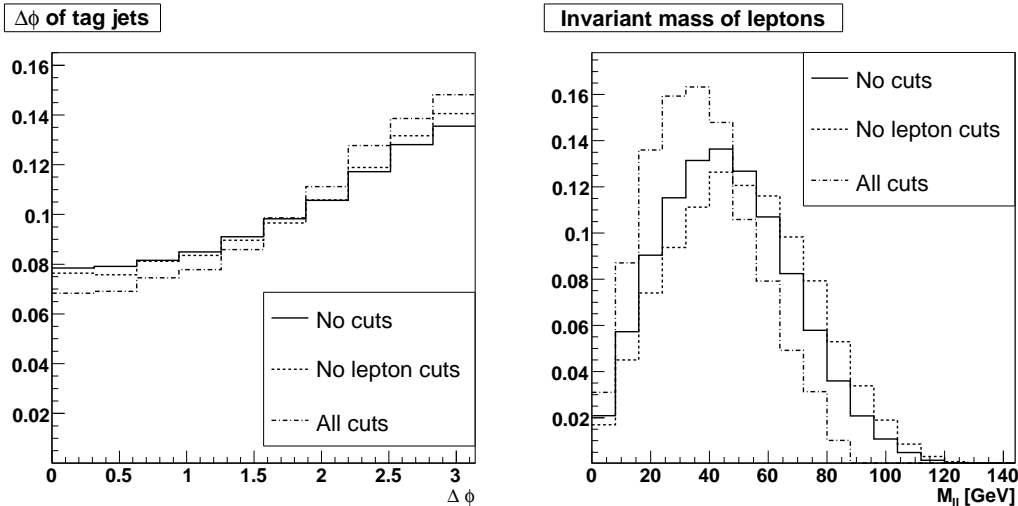 Δϕ of tag jets
0.16
0.14
0.12
0.1
0.08
0.06
0.04
0.02
No cuts
No lepton cuts
All cuts
0 0.5 1 1.5 2 2.5 3
Δ ϕ
Invariant mass of leptons
0.16
0.14
0.12
0.1
0.08
0.06
0.04
0.02
No cuts
No lepton cuts
All cuts
0 20 40 60 80 100 120 140
M_ll [GeV]